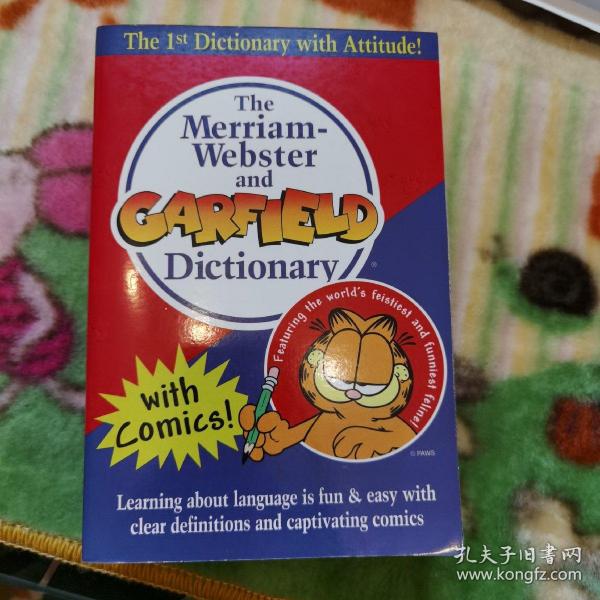 The 1st Dictionary with Attitude!
The
Merriam-
Webster
and
GARFIELD
Dictionary
®
Featuring the world's feistiest and funniest feline!
with
Comics!
© PAWS
Learning about language is fun & easy with
clear definitions and captivating comics
孔夫子旧书网
www.kongfz.com